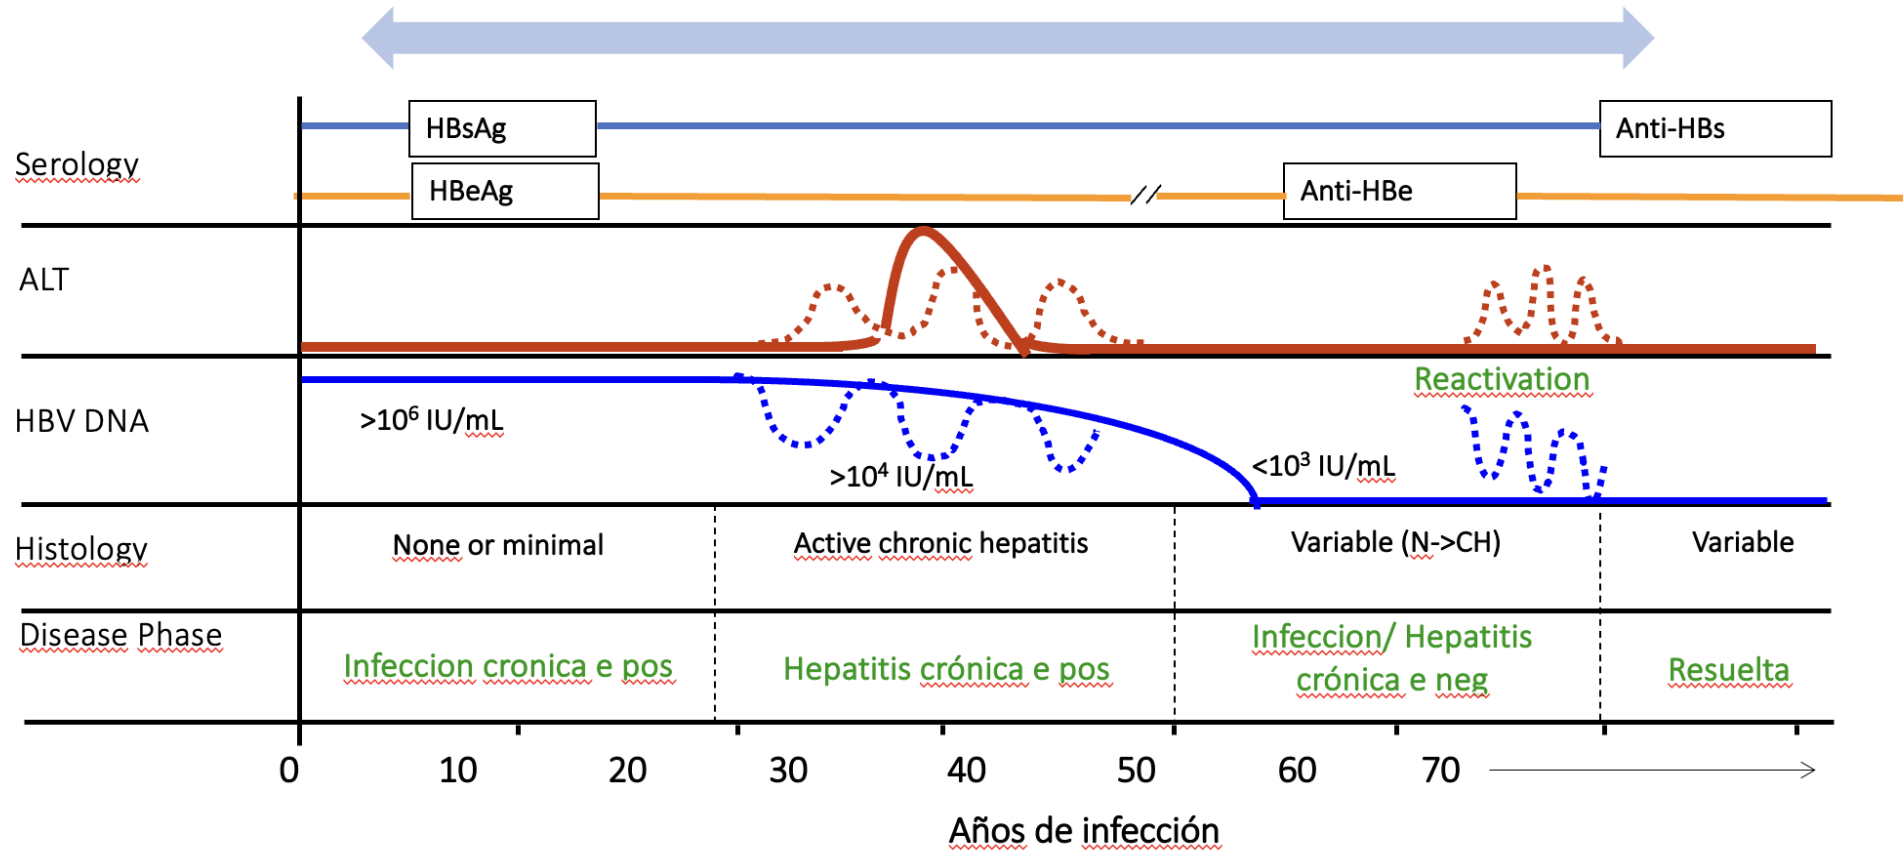 HBsAg
Anti-HBs
Serology
HBeAg
//
Anti-HBe
ALT
Reactivation
HBV DNA
>10⁶ IU/mL
>10⁴ IU/mL
<10³ IU/mL
Histology
None or minimal
Active chronic hepatitis
Variable (N->CH)
Variable
Disease Phase
Infeccion cronica e pos
Hepatitis crónica e pos
Infeccion/ Hepatitis
crónica e neg
Resuelta
0 10 20 30 40 50 60 70
Años de infección